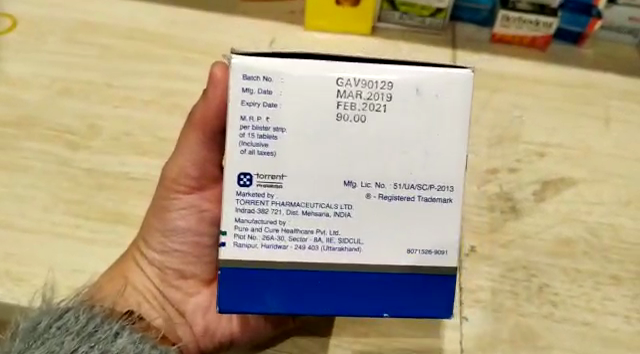 Batch No. : GAV90129
Mfg. Date : MAR.2019
Expiry Date : FEB.2021
M.R.P. ₹ 90.00
per blister strip
of 15 tablets
(Inclusive
of all taxes)
torrent
PHARMA
Mfg. Lic. No. : 51/UA/SC/P-2013
® - Registered Trademark
Marketed by :
TORRENT PHARMACEUTICALS LTD.
Indrad-382 721, Dist. Mehsana, INDIA.
Manufactured by :
Pure and Cure Healthcare Pvt. Ltd.
Plot No.: 26A-30, Sector - 8A, IIE, SIDCUL,
Ranipur, Haridwar - 249 403 (Uttarakhand)
8071528-9091